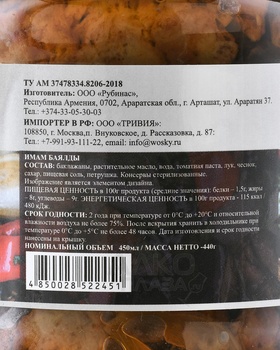 ТУ АМ 37478334.8206-2018
Изготовитель: ООО «Рубинас»,
Республика Армения, 0702, Араратская обл., г. Арташат, ул. Араратян 37.
Тел.: +374-33-05-30-03
ИМПОРТЕР В РФ: ООО «ТРИВИЯ»:
108850, г. Москва,п. Внуковское, д. Рассказовка, д. 87:
Тел.: +7-991-93-111-22, email: info@wosky.ru
ИМАМ БАЯЛДЫ
СОСТАВ: баклажаны, растительное масло, вода, томатная паста, лук, чеснок,
сахар, пищевая соль, петрушка. Консервы стерилизованные.
Изображение является элементом дизайна.
ПИЩЕВАЯ ЦЕННОСТЬ в 100г продукта (средние значения): белки - 1,5г, жиры
- 8г, углеводы - 9г. ЭНЕРГЕТИЧЕСКАЯ ЦЕННОСТЬ в 100г продукта - 115 ккал /
480 кДж.
СРОК ГОДНОСТИ: 2 года при температуре от 0°С до +20°С и относительной
влажности воздуха не более 75%. После вскрытия хранить в холодильнике при
температуре 0°С до +5°С не более 48 часов. Дата изготовления и срок годности
нанесены на крышку.
НОМИНАЛЬНЫЙ ОБЪЕМ 450мл / МАССА НЕТТО -440г
4 850028 522451